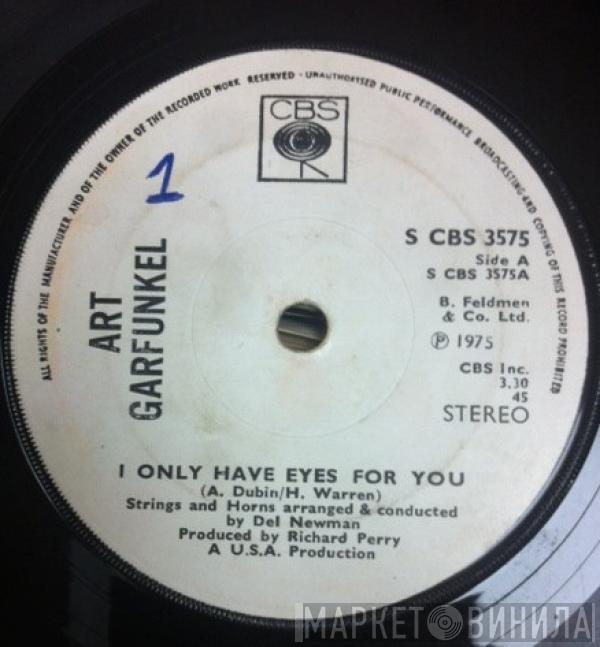 ALL RIGHTS OF THE MANUFACTURER AND OF THE OWNER OF THE RECORDED WORK RESERVED · UNAUTHORISED PUBLIC PERFORMANCE BROADCASTING AND COPYING OF THIS RECORD PROHIBITED
CBS
1
ART
GARFUNKEL
S CBS 3575
Side A
S CBS 3575A
B. Feldmen
& Co. Ltd.
℗ 1975
CBS Inc.
3.30
45
STEREO
I ONLY HAVE EYES FOR YOU
(A. Dubin/H. Warren)
Strings and Horns arranged & conducted
by Del Newman
Produced by Richard Perry
A U.S.A. Production
МАРКЕТ ВИНИЛА